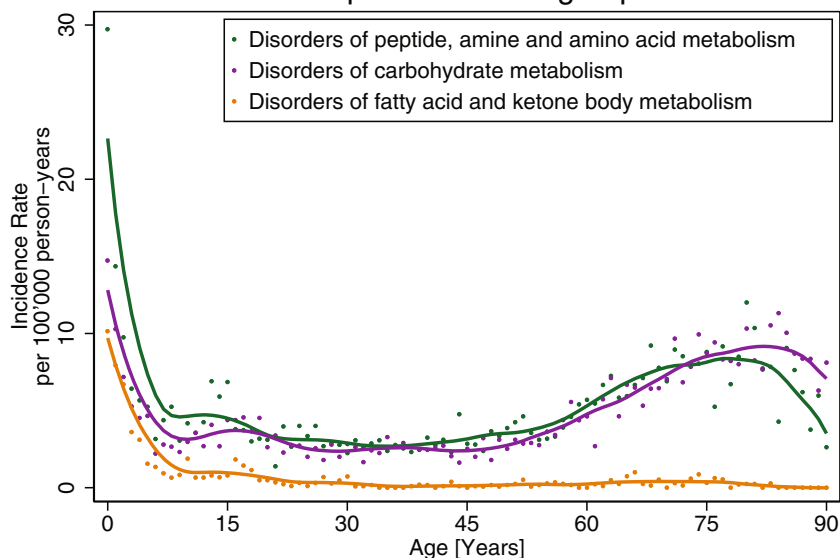 Disorders of peptide, amine and amino acid metabolism
Disorders of carbohydrate metabolism
Disorders of fatty acid and ketone body metabolism
Incidence Rate
per 100'000 person−years
30
20
10
0
0 15 30 45 60 75 90
Age [Years]